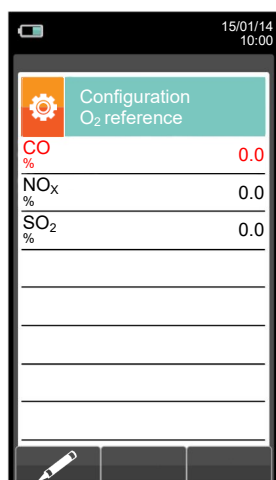 15/01/14
10:00
Configuration
O₂ reference
CO 0.0
%
NOX 0.0
%
SO₂ 0.0
%